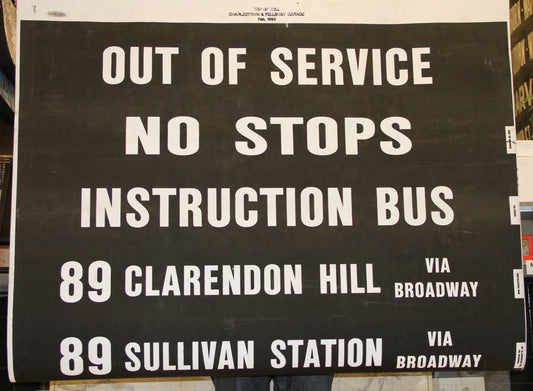 TOP OF ROLL
CHARLESTOWN & FELLSWAY GARAGE
OUT OF SERVICE
NO STOPS
INSTRUCTION BUS
89 CLARENDON HILL VIA BROADWAY
89 SULLIVAN STATION VIA BROADWAY